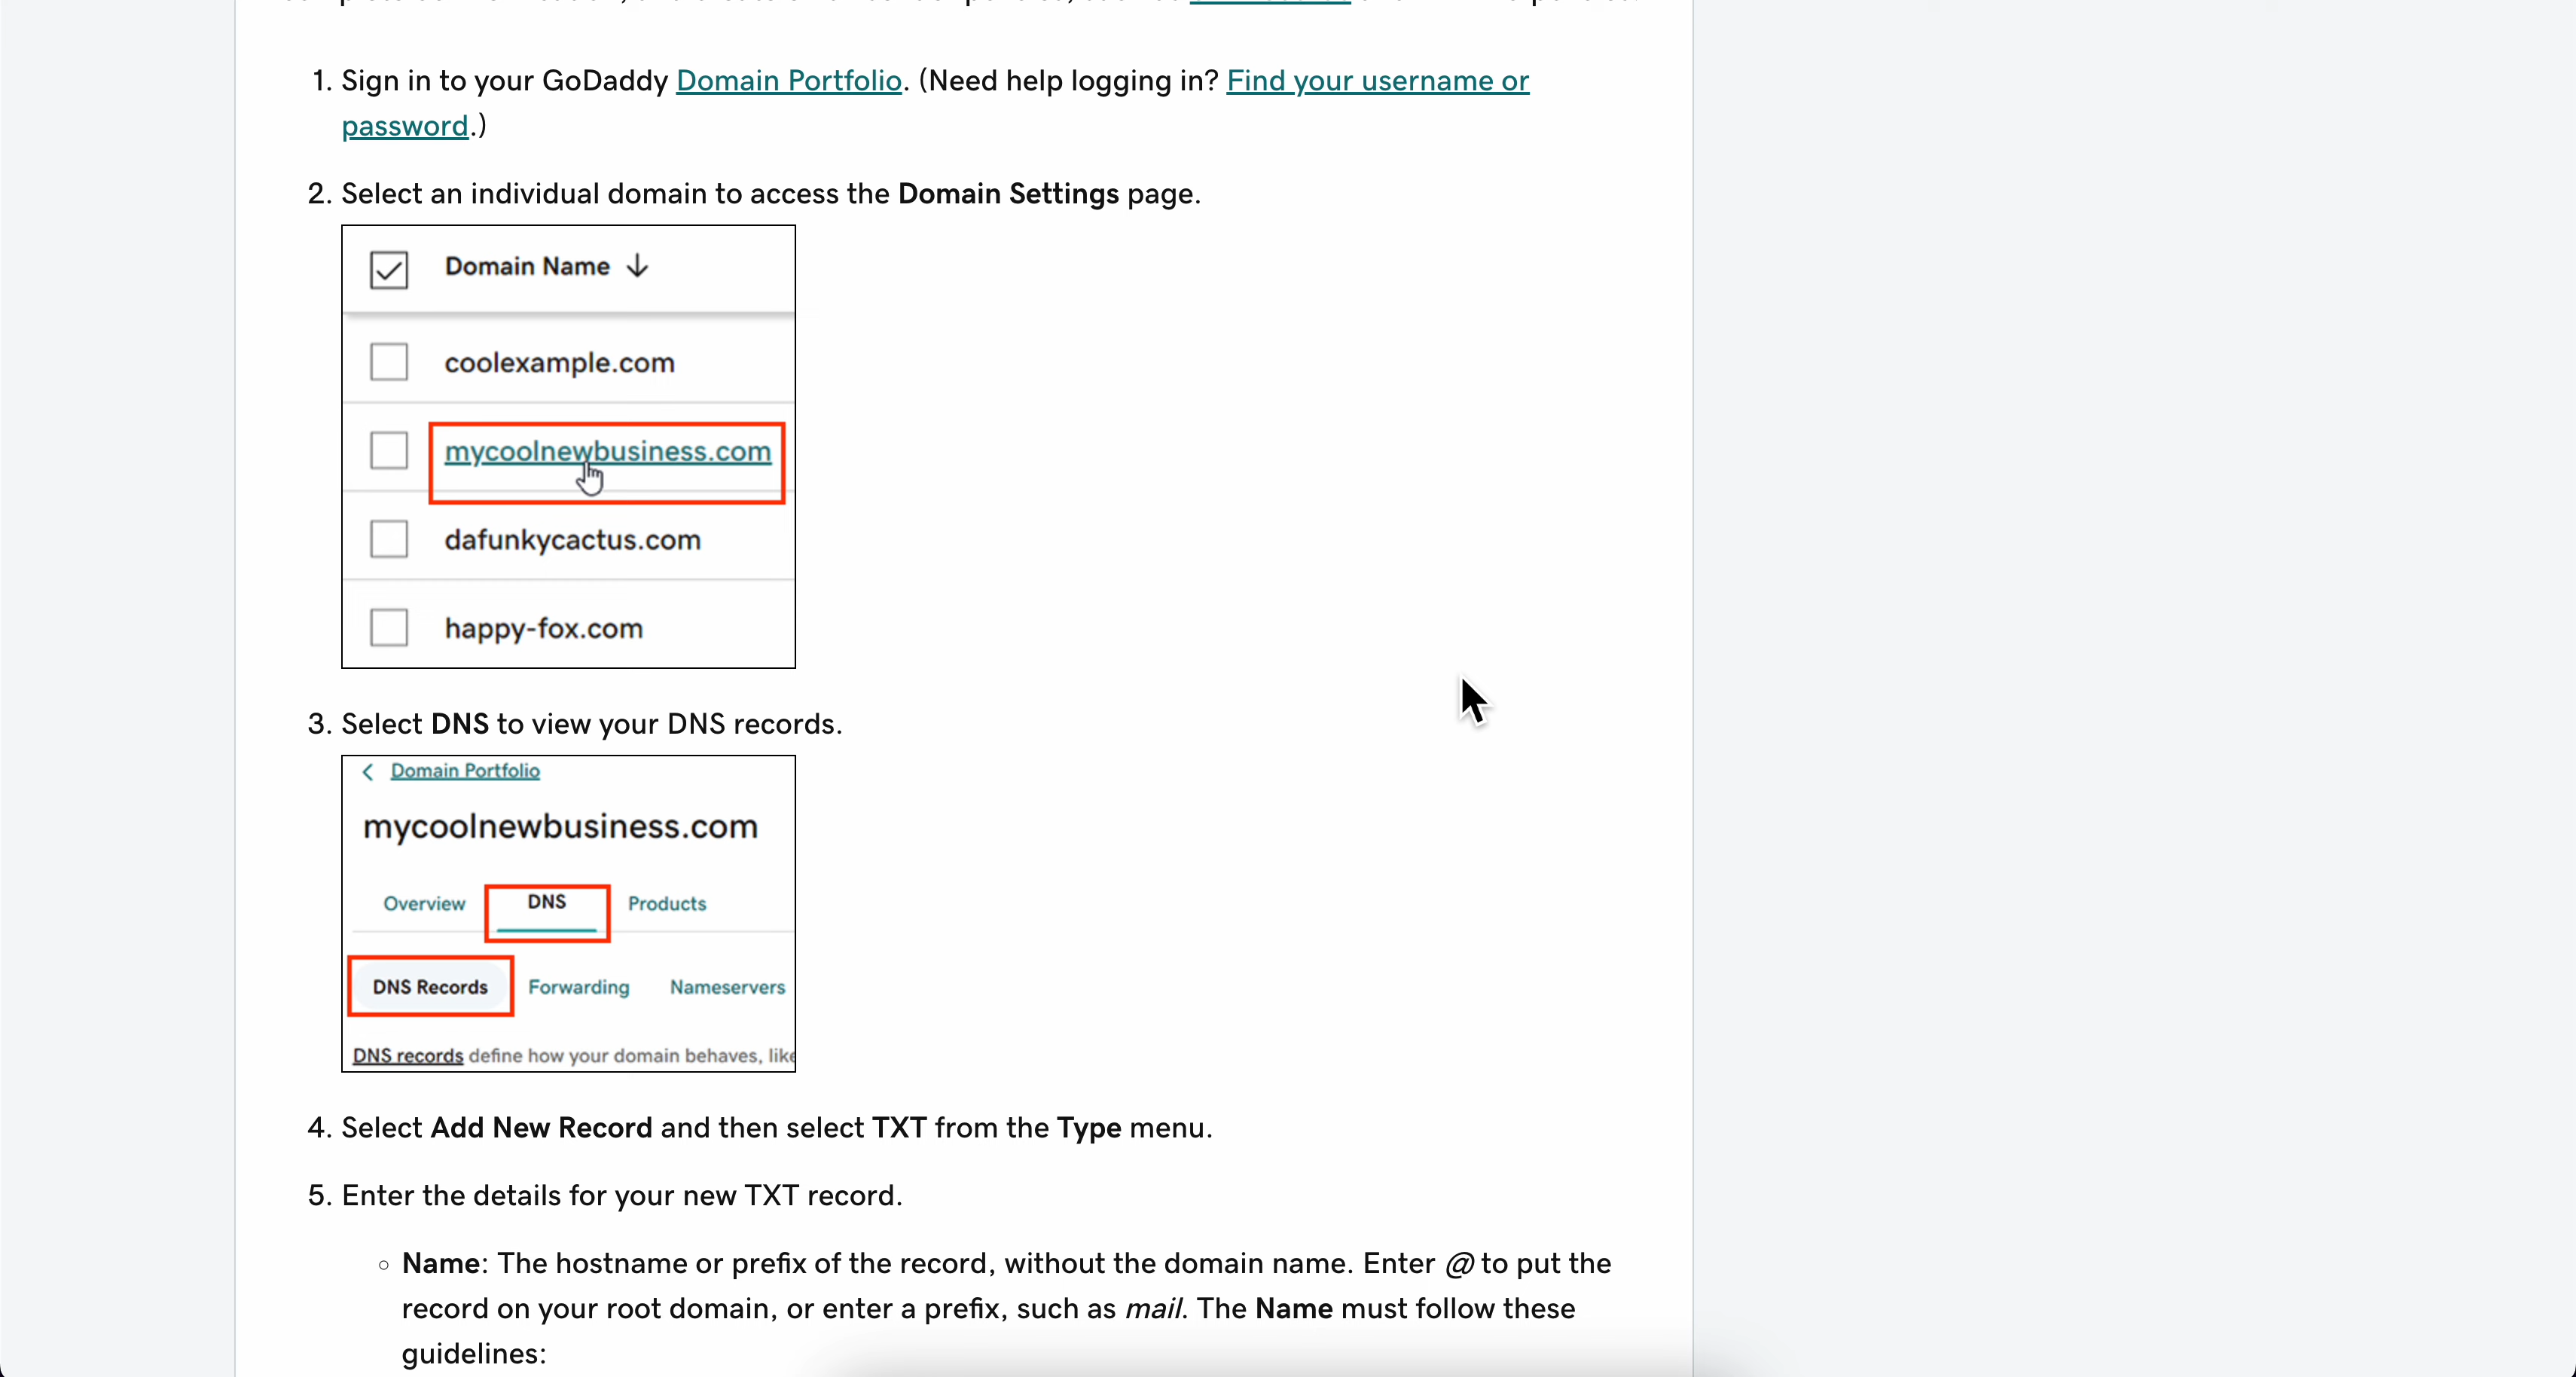 1. Sign in to your GoDaddy Domain Portfolio. (Need help logging in? Find your username or
password.)
2. Select an individual domain to access the Domain Settings page.
Domain Name ↓
coolexample.com
mycoolnewbusiness.com
dafunkycactus.com
happy-fox.com
3. Select DNS to view your DNS records.
< Domain Portfolio
mycoolnewbusiness.com
Overview DNS Products
DNS Records Forwarding Nameservers
DNS records define how your domain behaves, like
4. Select Add New Record and then select TXT from the Type menu.
5. Enter the details for your new TXT record.
◦ Name: The hostname or prefix of the record, without the domain name. Enter @ to put the
record on your root domain, or enter a prefix, such as mail. The Name must follow these
guidelines: